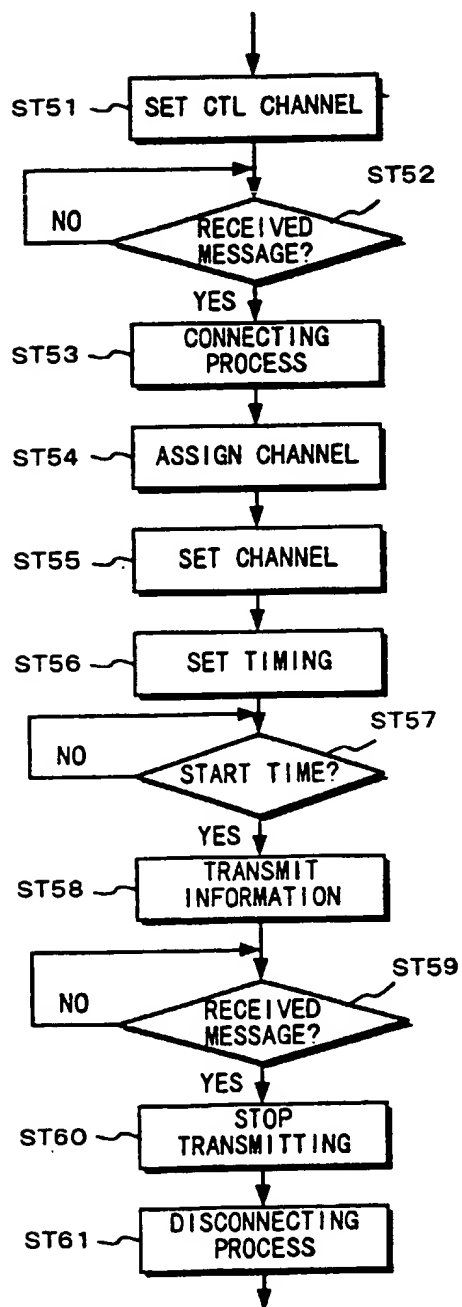 ST51
SET CTL CHANNEL
ST52
NO
RECEIVED
MESSAGE?
YES
ST53
CONNECTING
PROCESS
ST54
ASSIGN CHANNEL
ST55
SET CHANNEL
ST56
SET TIMING
ST57
NO
START TIME?
YES
ST58
TRANSMIT
INFORMATION
ST59
NO
RECEIVED
MESSAGE?
YES
ST60
STOP
TRANSMITTING
ST61
DISCONNECTING
PROCESS